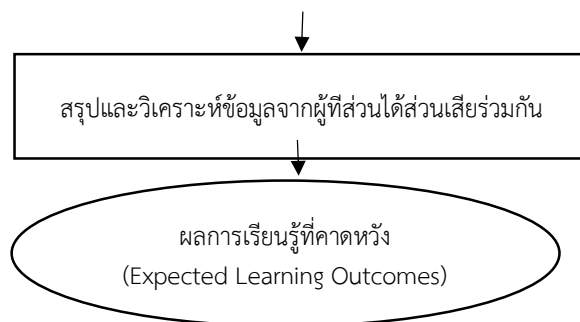 สรุปและวิเคราะห์ข้อมูลจากผู้ที่ส่วนได้ส่วนเสียร่วมกัน
ผลการเรียนรู้ที่คาดหวัง
(Expected Learning Outcomes)